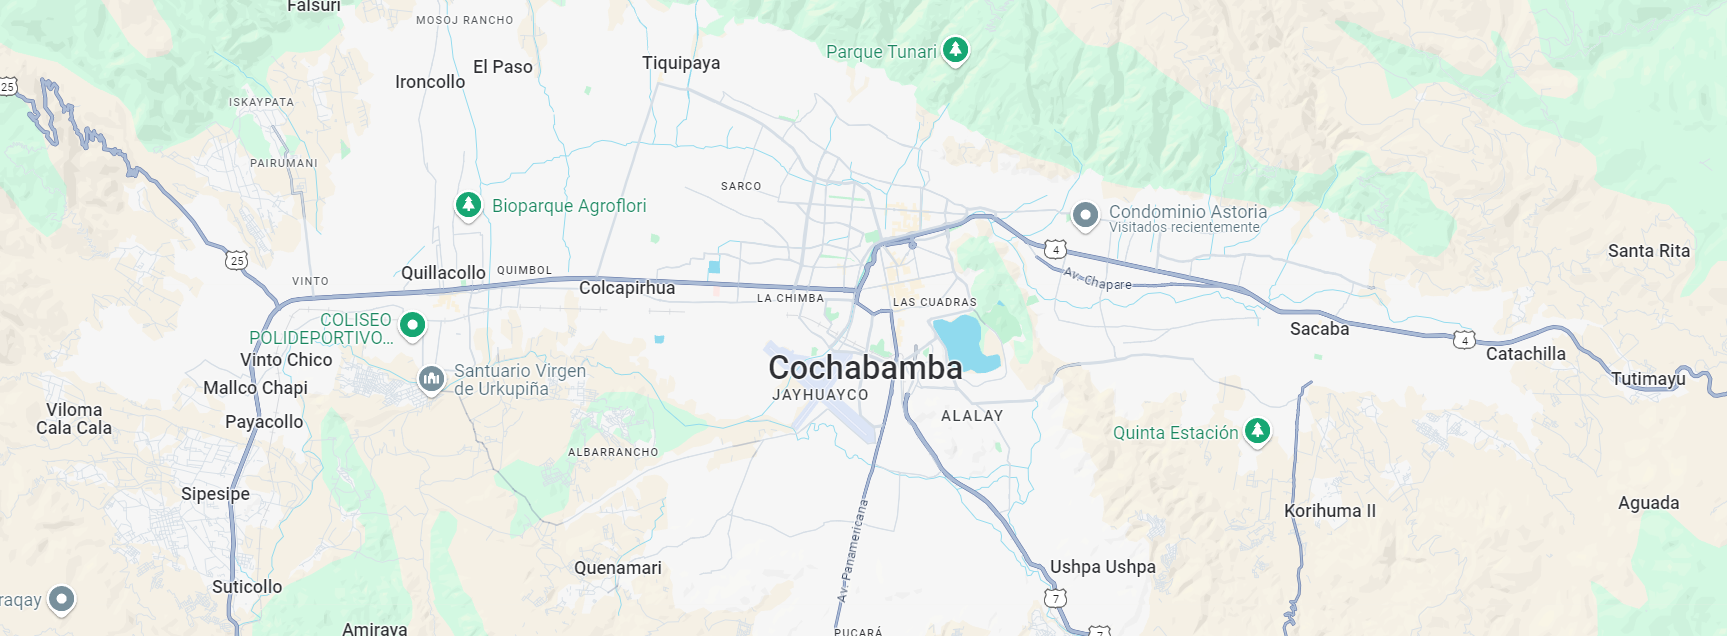 Falsuri
MOSOJ RANCHO
Parque Tunari
Tiquipaya
El Paso
Ironcollo
25
ISKAYPATA
PAIRUMANI
SARCO
Bioparque Agroflori
Condominio Astoria
Visitados recientemente
4
Santa Rita
25
Quillacollo
QUIMBOL
VINTO
Colcapirhua
LA CHIMBA
LAS CUADRAS
Av. Chapare
COLISEO
POLIDEPORTIVO...
Sacaba
4
Catachilla
Vinto Chico
Santuario Virgen
de Urkupiña
Cochabamba
JAYHUAYCO
Tutimayu
Mallco Chapi
Viloma
Cala Cala
Payacollo
ALALAY
Quinta Estación
ALBARRANCHO
Sipesipe
Korihuma II
Aguada
Av. Panamericana
Quenamari
Ushpa Ushpa
Suticollo
raqay
7
Amiraya
PUCARÁ
7